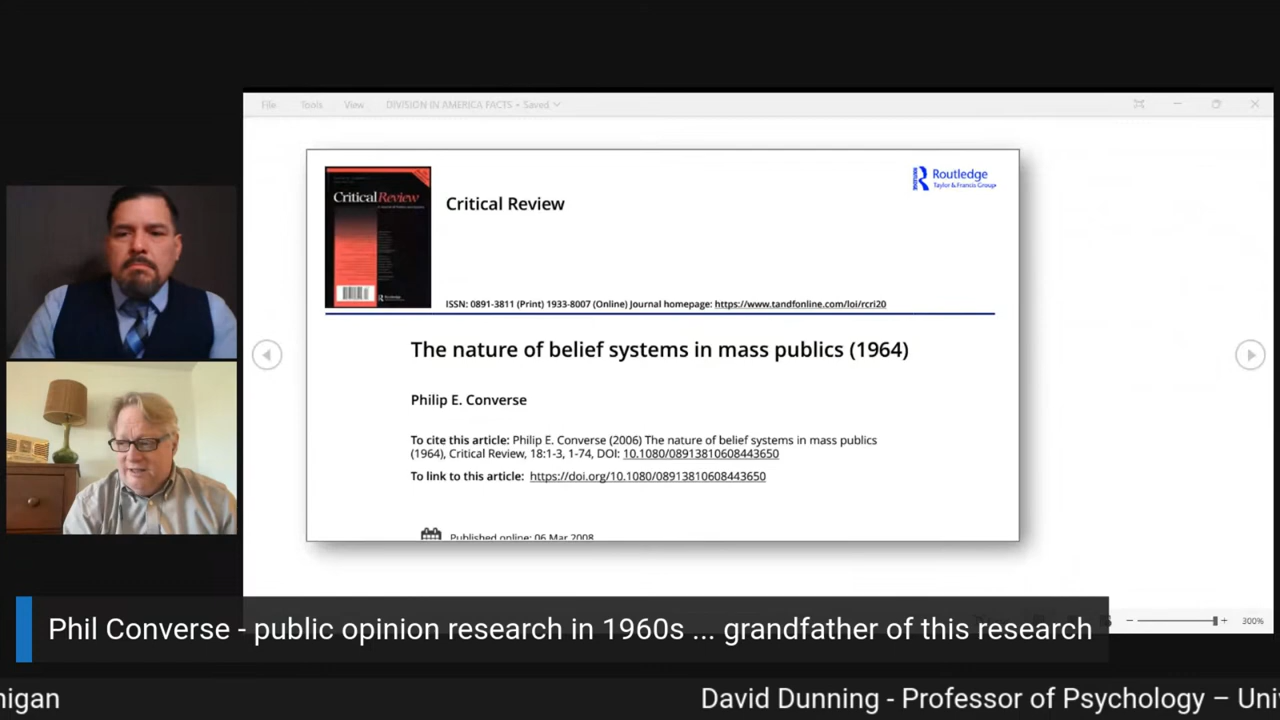 File Tools View DIVISION IN AMERICA FACTS • Saved
CriticalReview
Critical Review
Routledge
Taylor & Francis Group
ISSN: 0891-3811 (Print) 1933-8007 (Online) Journal homepage: https://www.tandfonline.com/loi/rcri20
The nature of belief systems in mass publics (1964)
Philip E. Converse
To cite this article: Philip E. Converse (2006) The nature of belief systems in mass publics
(1964), Critical Review, 18:1-3, 1-74, DOI: 10.1080/08913810608443650
To link to this article: https://doi.org/10.1080/08913810608443650
Published online: 06 Mar 2008
300%
Phil Converse - public opinion research in 1960s ... grandfather of this research
nigan David Dunning - Professor of Psychology – Uni